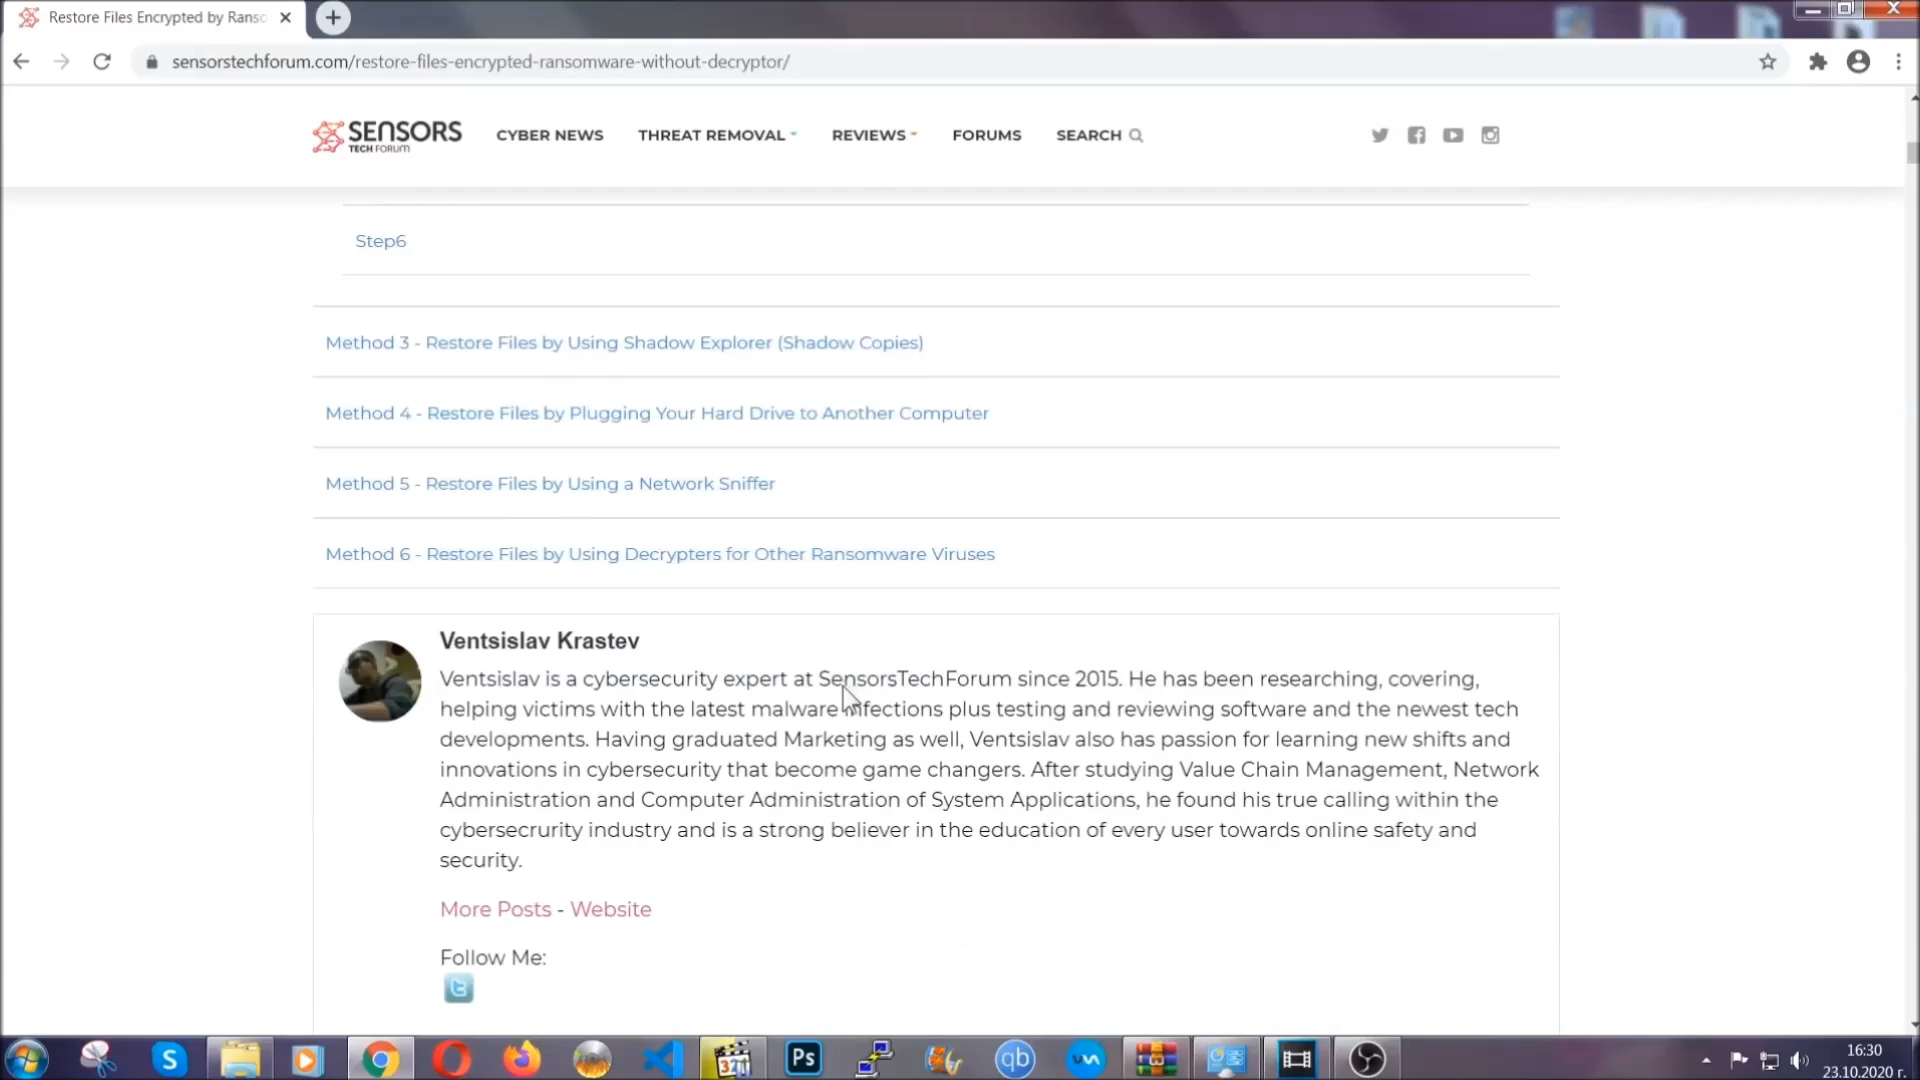 Restore Files Encrypted by Ranso
sensorstechforum.com/restore-files-encrypted-ransomware-without-decryptor/
SENSORS
TECH FORUM
CYBER NEWS THREAT REMOVAL REVIEWS FORUMS SEARCH
Step6
Method 3 - Restore Files by Using Shadow Explorer (Shadow Copies)
Method 4 - Restore Files by Plugging Your Hard Drive to Another Computer
Method 5 - Restore Files by Using a Network Sniffer
Method 6 - Restore Files by Using Decrypters for Other Ransomware Viruses
Ventsislav Krastev
Ventsislav is a cybersecurity expert at SensorsTechForum since 2015. He has been researching, covering,
helping victims with the latest malware infections plus testing and reviewing software and the newest tech
developments. Having graduated Marketing as well, Ventsislav also has passion for learning new shifts and
innovations in cybersecurity that become game changers. After studying Value Chain Management, Network
Administration and Computer Administration of System Applications, he found his true calling within the
cybersecrurity industry and is a strong believer in the education of every user towards online safety and
security.
More Posts - Website
Follow Me:
321
Ps
qb
16:30
23.10.2020 г.